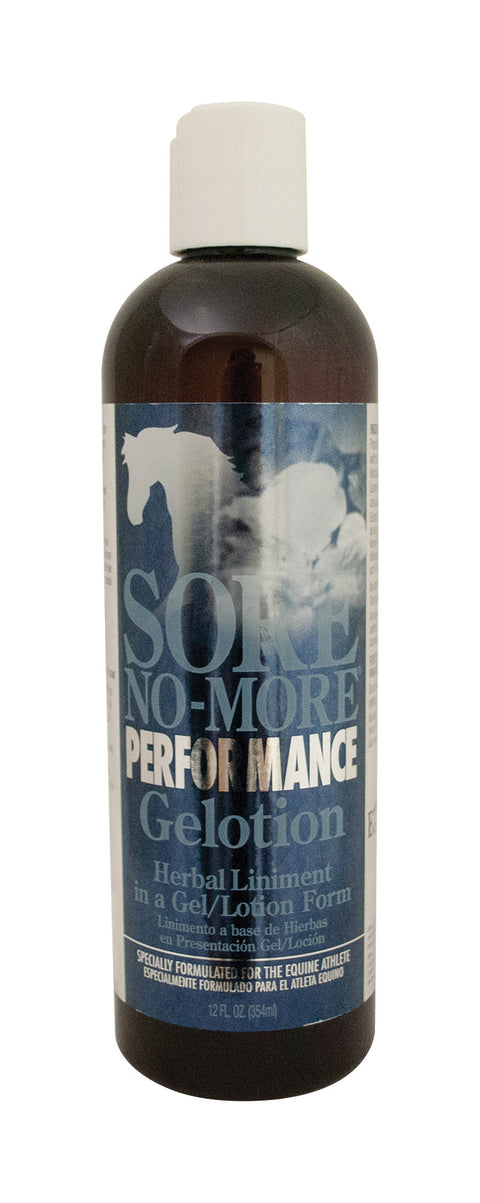 SORE
NO-MORE®
PERFORMANCE
Gelotion
Herbal Liniment
in a Gel/Lotion Form
Linimento a base de Hierbas
en Presentación Gel/Loción
SPECIALLY FORMULATED FOR THE EQUINE ATHLETE
ESPECIALMENTE FORMULADO PARA EL ATLETA EQUINO
12 FL. OZ. (354ml)